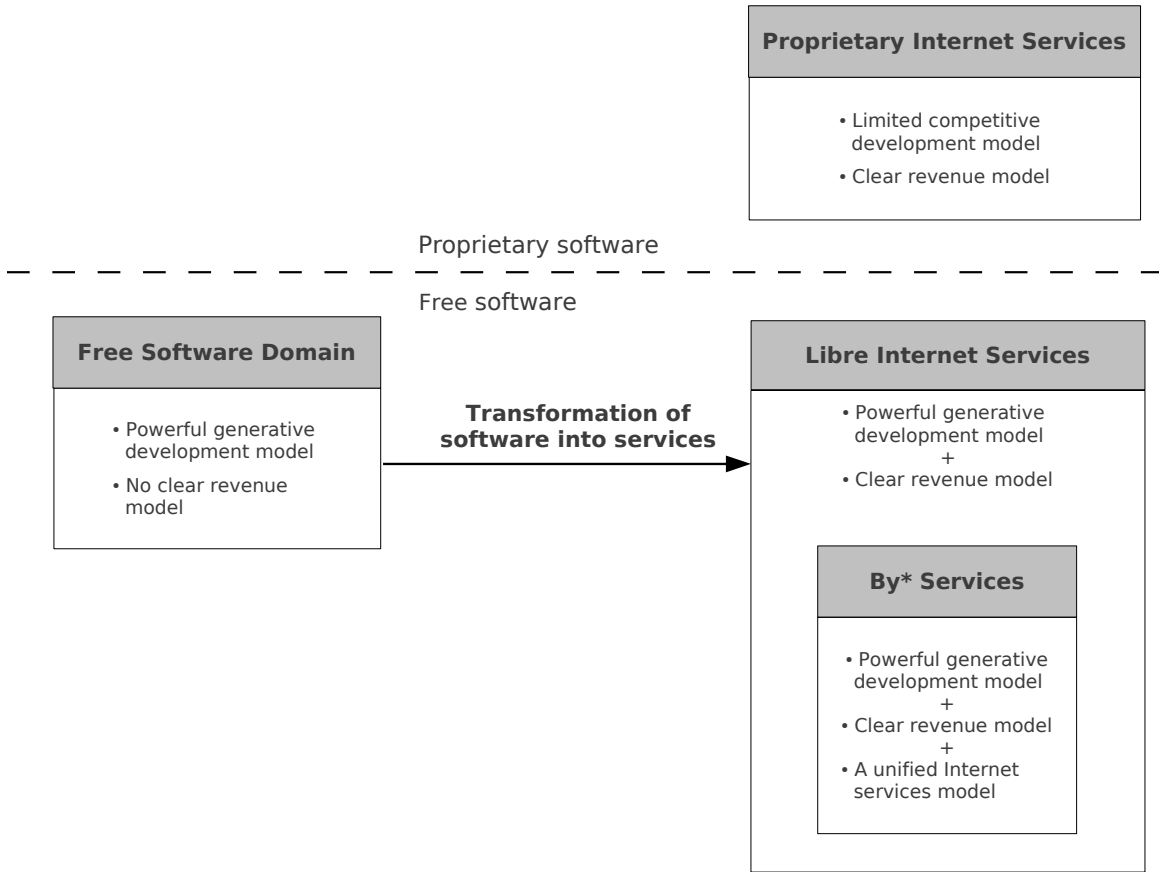 Proprietary Internet Services
• Limited competitive
development model
• Clear revenue model
Proprietary software
Free software
Free Software Domain
• Powerful generative
development model
• No clear revenue
model
Transformation of
software into services
Libre Internet Services
• Powerful generative
development model
+
• Clear revenue model
By* Services
• Powerful generative
development model
+
• Clear revenue model
+
• A unified Internet
services model